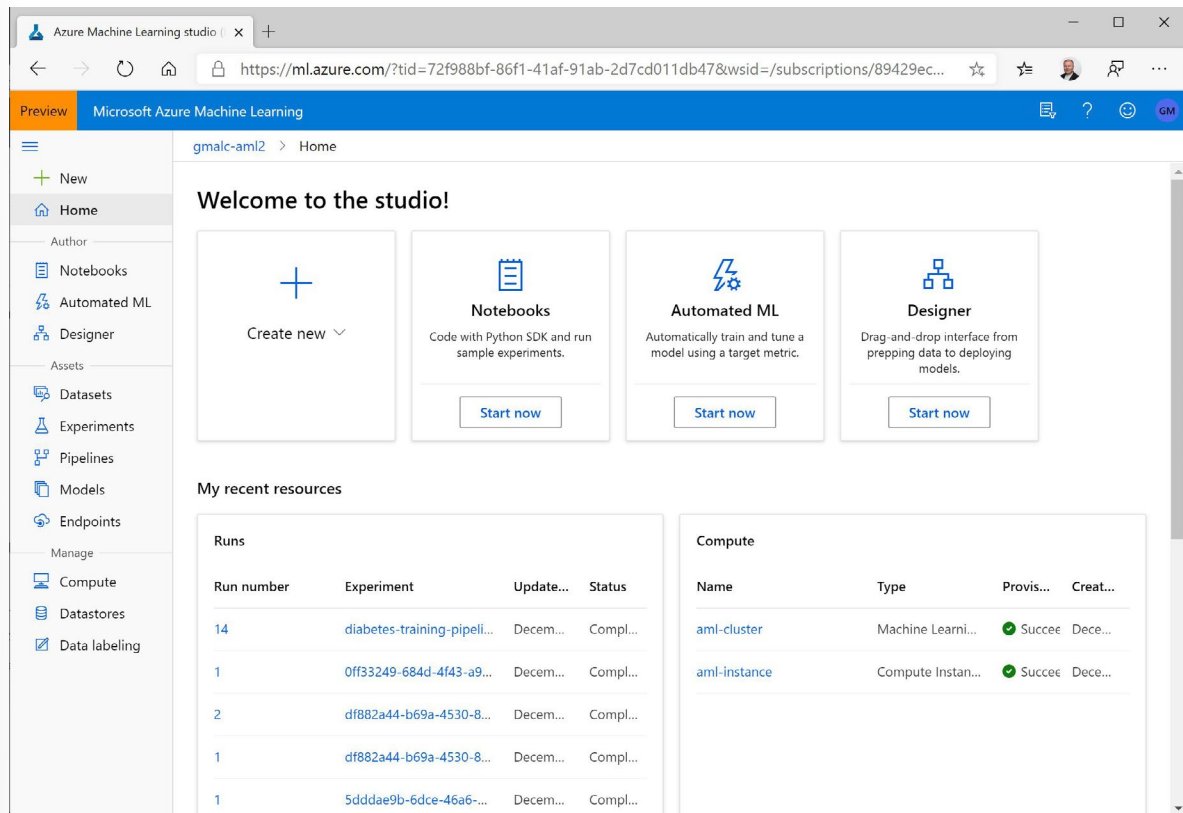 Azure Machine Learning studio (
https://ml.azure.com/?tid=72f988bf-86f1-41af-91ab-2d7cd011db47&wsid=/subscriptions/89429ec...
Preview Microsoft Azure Machine Learning GM
gmalc-aml2 > Home
New
Home
Author
Notebooks
Automated ML
Designer
Assets
Datasets
Experiments
Pipelines
Models
Endpoints
Manage
Compute
Datastores
Data labeling
Welcome to the studio!
Create new
Notebooks
Code with Python SDK and run
sample experiments.
Start now
Automated ML
Automatically train and tune a
model using a target metric.
Start now
Designer
Drag-and-drop interface from
prepping data to deploying
models.
Start now
My recent resources
Runs
Run number Experiment Update... Status
14 diabetes-training-pipeli... Decem... Compl...
1 0ff33249-684d-4f43-a9... Decem... Compl...
2 df882a44-b69a-4530-8... Decem... Compl...
1 df882a44-b69a-4530-8... Decem... Compl...
1 5dddae9b-6dce-46a6-... Decem... Compl...
Compute
Name Type Provis... Creat...
aml-cluster Machine Learni... Succee Dece...
aml-instance Compute Instan... Succee Dece...